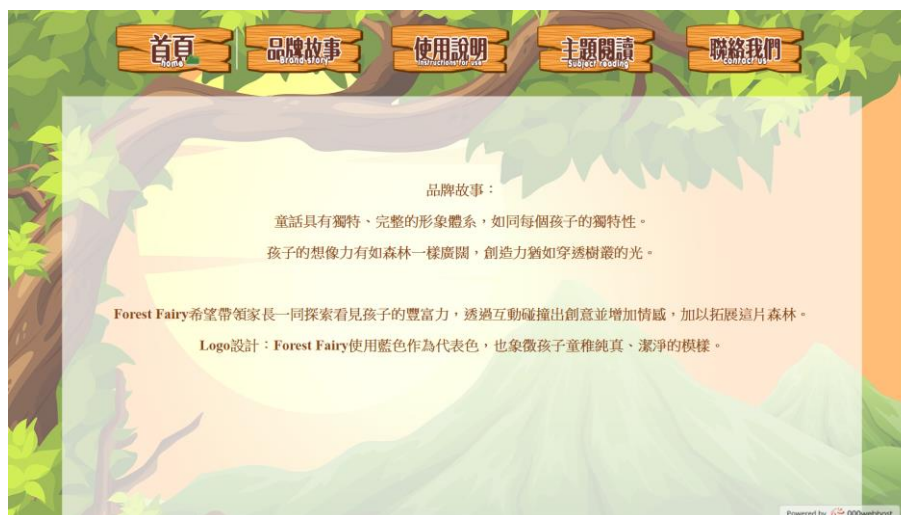 首頁
home
品牌故事
Brand story
使用說明
Instructions for use
主題閱讀
Subject reading
聯絡我們
contact us
品牌故事：
童話具有獨特、完整的形象體系，如同每個孩子的獨特性。
孩子的想像力有如森林一樣廣闊，創造力猶如穿透樹叢的光。
Forest Fairy希望帶領家長一同探索看見孩子的豐富力，透過互動碰撞出創意並增加情感，加以拓展這片森林。
Logo設計：Forest Fairy使用藍色作為代表色，也象徵孩子童稚純真、潔淨的模樣。
Powered by 000webhost